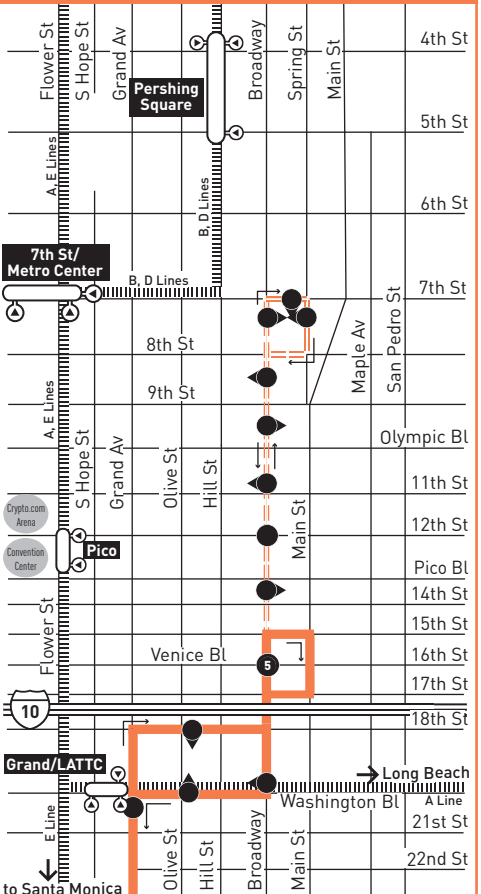 Flower St
S Hope St
Grand Av
Broadway
Spring St
Main St
4th St
Pershing
Square
5th St
A, E Lines
B, D Lines
6th St
7th St/
Metro Center
B, D Lines
7th St
8th St
Maple Av
San Pedro St
9th St
A, E Lines
S Hope St
Grand Av
Olive St
Hill St
Olympic Bl
11th St
Crypto.com
Arena
Main St
12th St
Convention
Center
Pico
Pico Bl
14th St
15th St
Flower St
Venice Bl
5
16th St
17th St
10
18th St
Grand/LATTC
Long Beach
Washington Bl
A Line
E Line
Olive St
Hill St
Broadway
Main St
21st St
22nd St
to Santa Monica